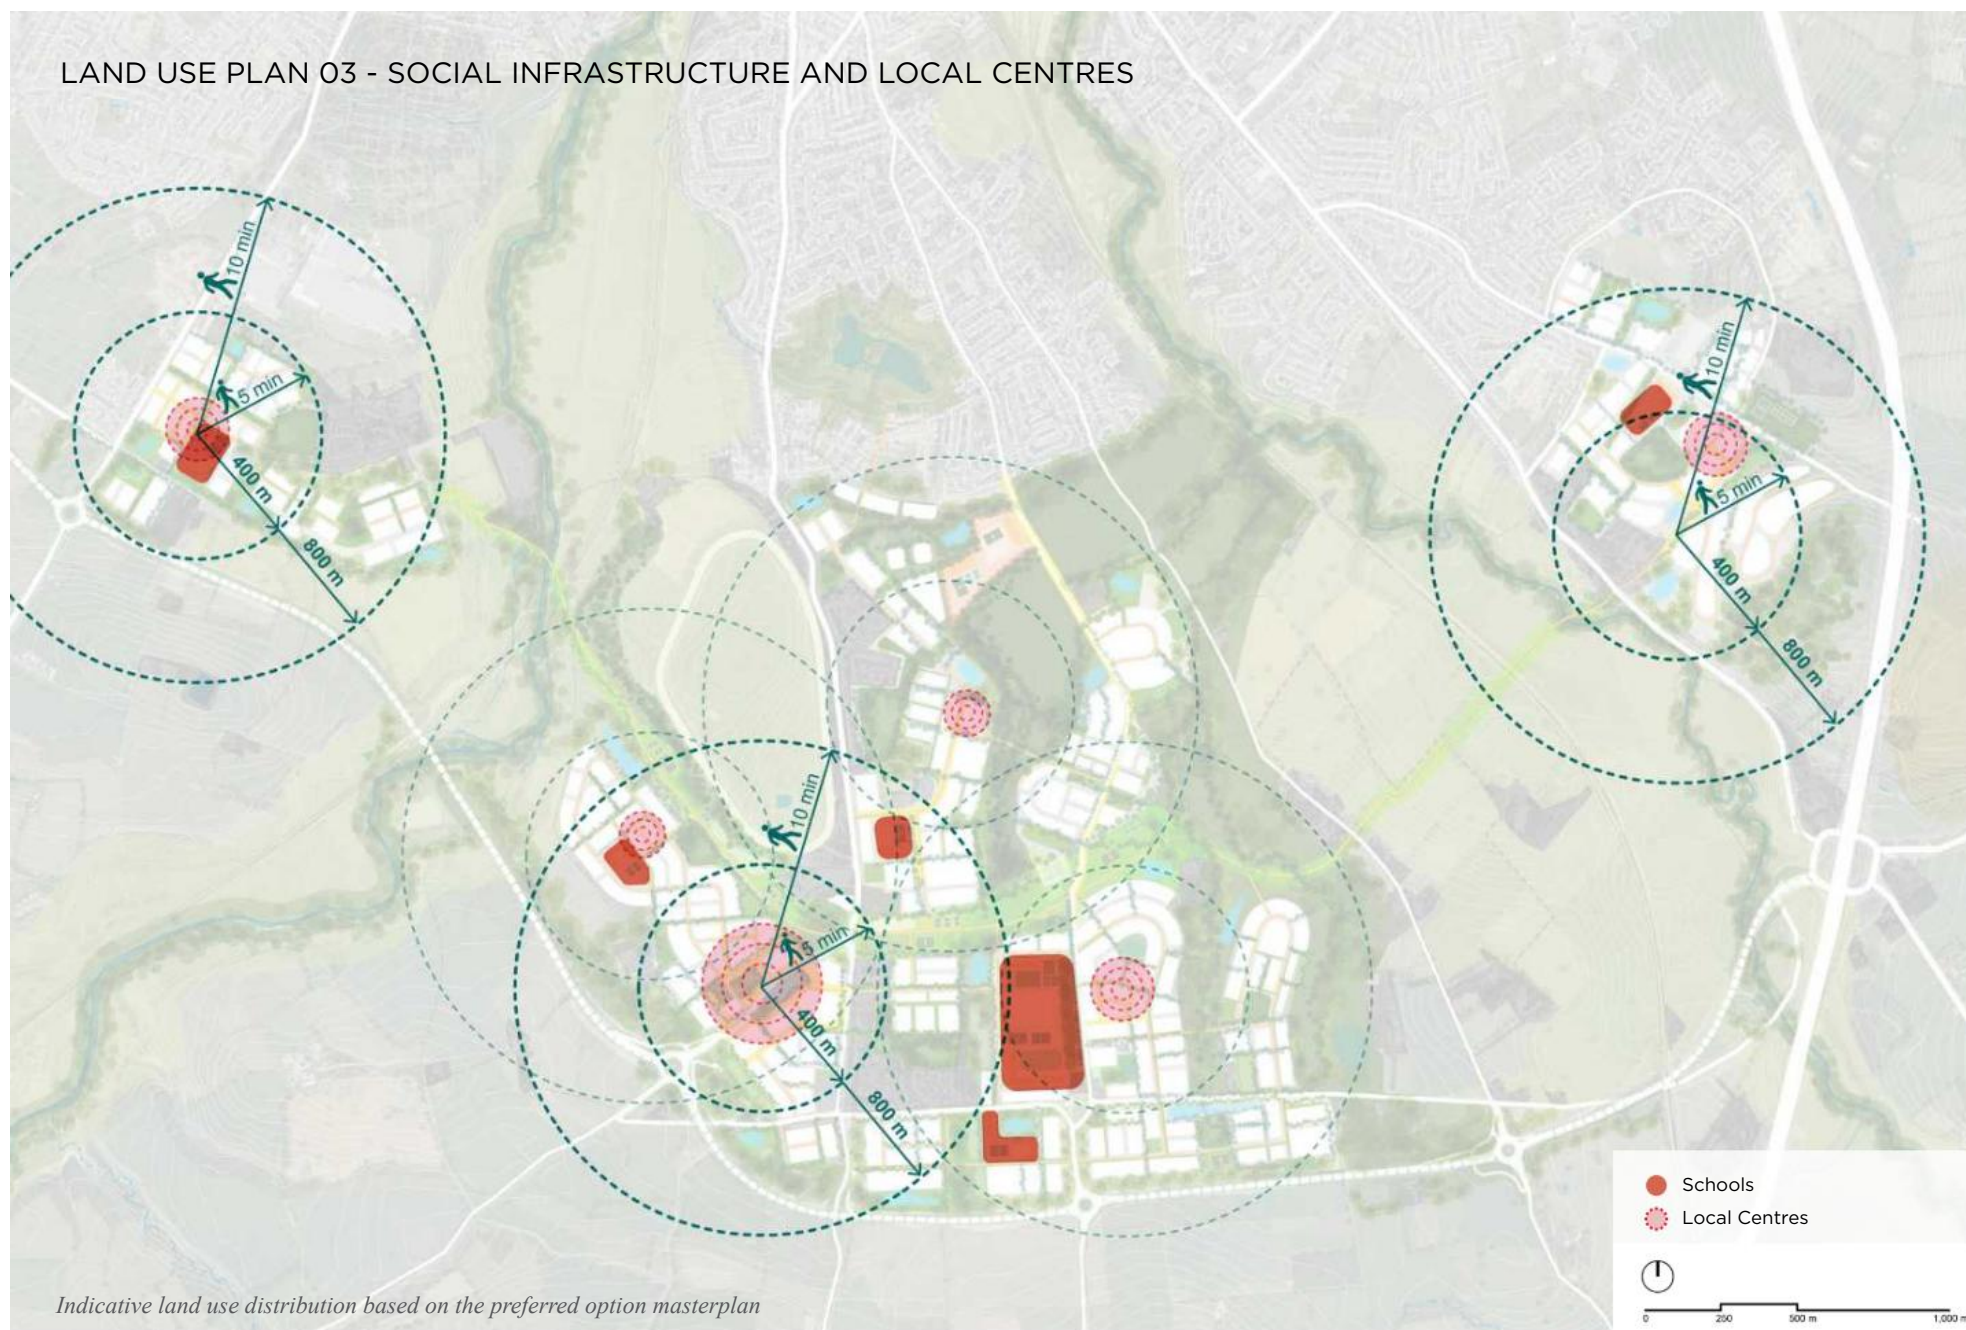 LAND USE PLAN 03 - SOCIAL INFRASTRUCTURE AND LOCAL CENTRES
10 min
5 min
400 m
800 m
10 min
5 min
400 m
800 m
10 min
5 min
400 m
800 m
Schools
Local Centres
0 250 500 m 1,000 m
Indicative land use distribution based on the preferred option masterplan